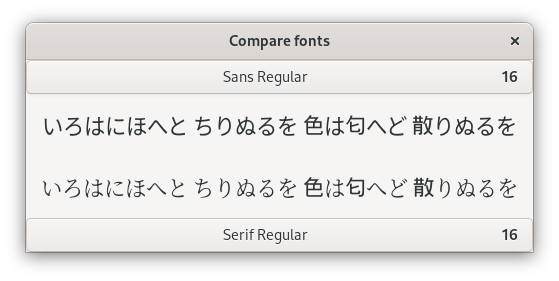 Compare fonts ×
Sans Regular 16
いろはにほへと ちりぬるを 色は匂へど 散りぬるを
いろはにほへと ちりぬるを 色は匂へど 散りぬるを
Serif Regular 16